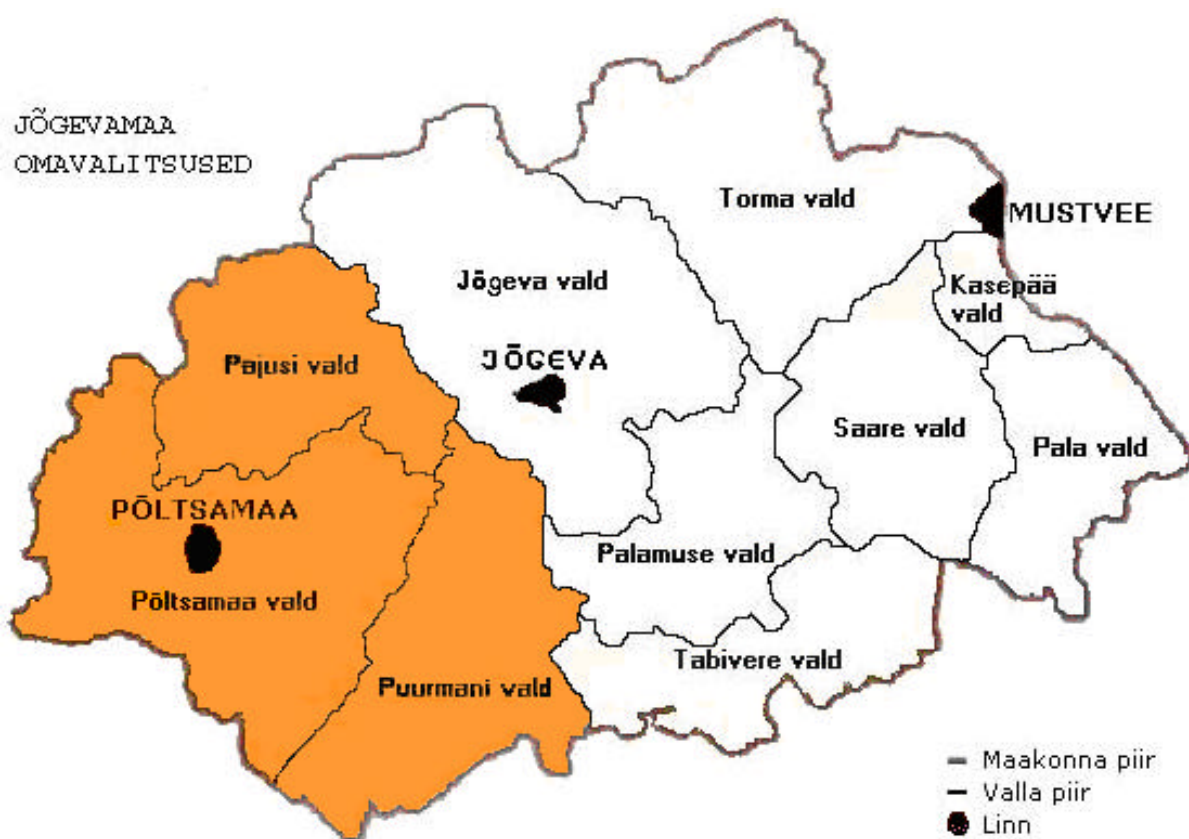 JÕGEVAMAA
OMAVALITSUSED
Torma vald
MUSTVEE
Jõgeva vald
Kasepää
vald
Pajusi vald
JÕGEVA
Saare vald
Pala vald
PÕLTSAMAA
Palamuse vald
Põltsamaa vald
Tabivere vald
Puurmani vald
Maakonna piir
Valla piir
Linn